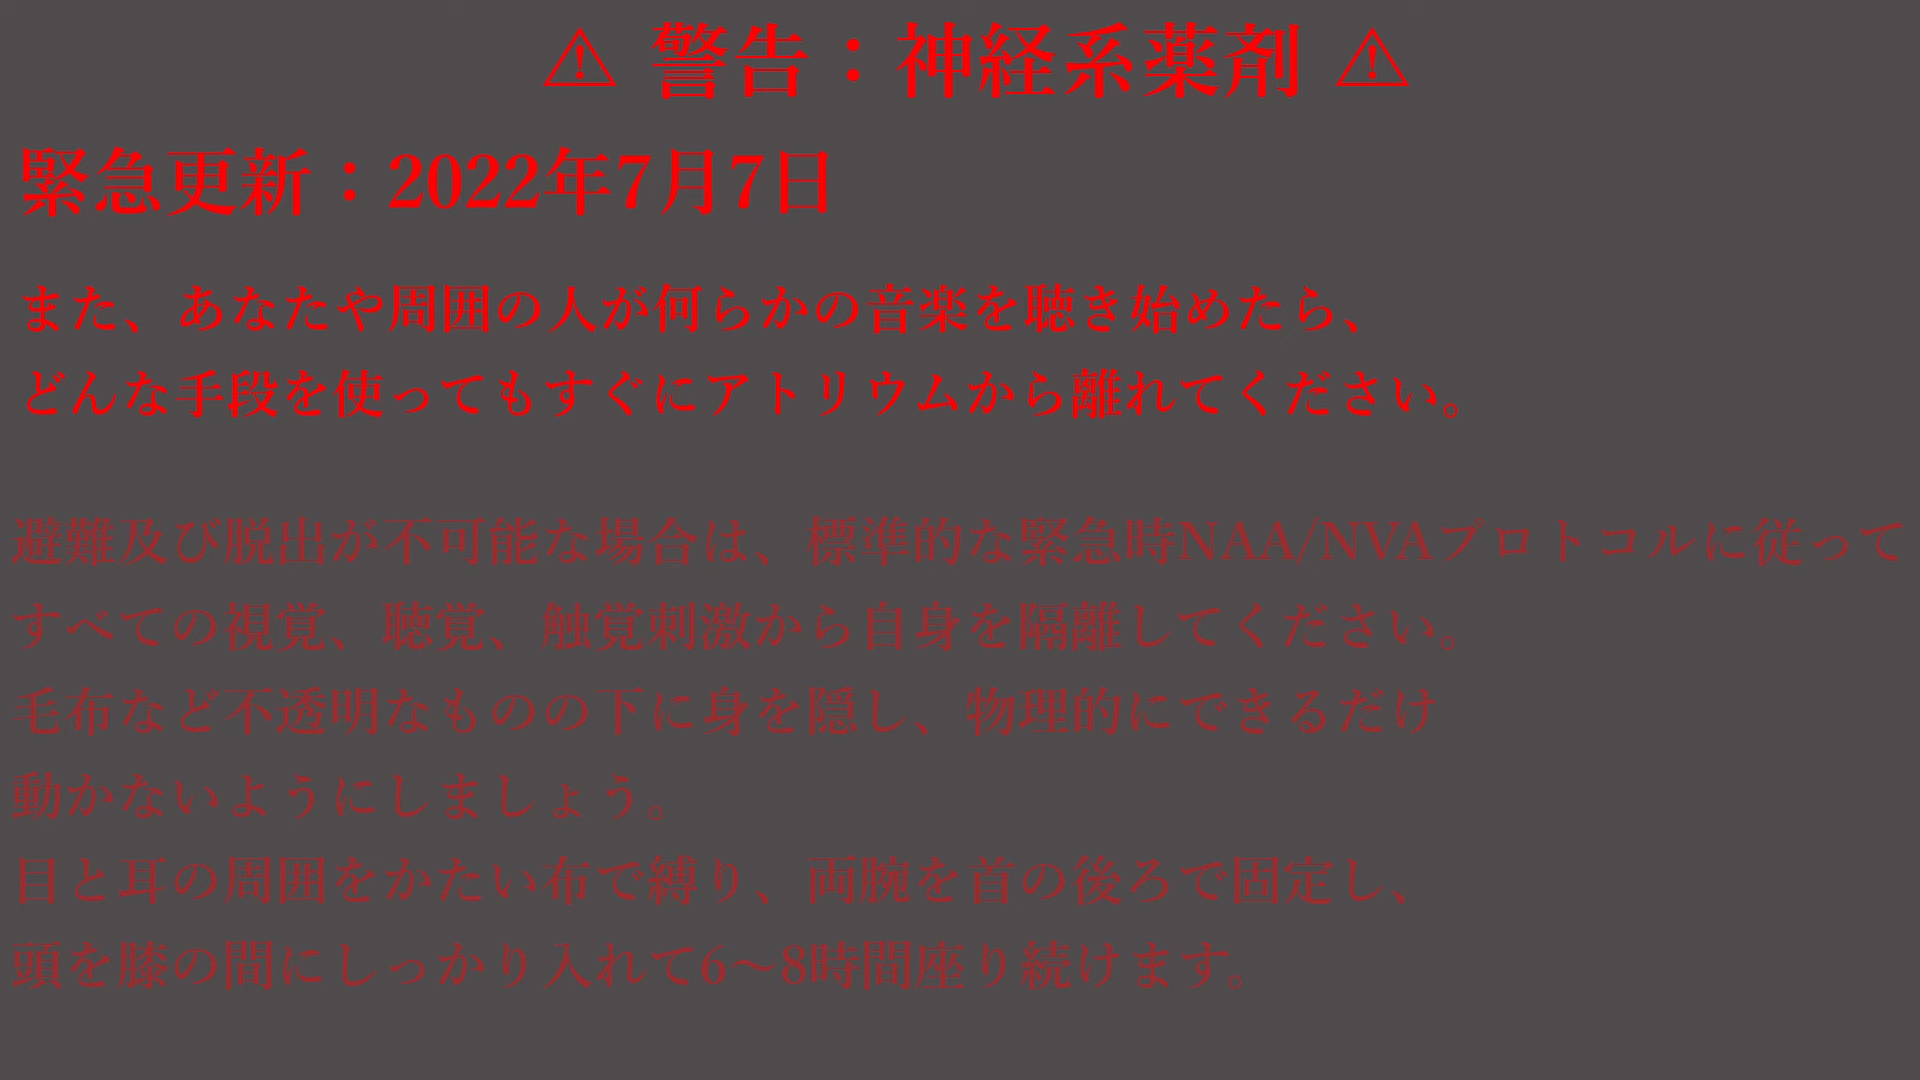 ⚠ 警告：神経系薬剤 ⚠
緊急更新：2022年7月7日
また、あなたや周囲の人が何らかの音楽を聴き始めたら、
どんな手段を使ってもすぐにアトリウムから離れてください。
避難及び脱出が不可能な場合は、標準的な緊急時NAA/NVAプロトコルに従って
すべての視覚、聴覚、触覚刺激から自身を隔離してください。
毛布など不透明なものの下に身を隠し、物理的にできるだけ
動かないようにしましょう。
目と耳の周囲をかたい布で縛り、両腕を首の後ろで固定し、
頭を膝の間にしっかり入れて6〜8時間座り続けます。